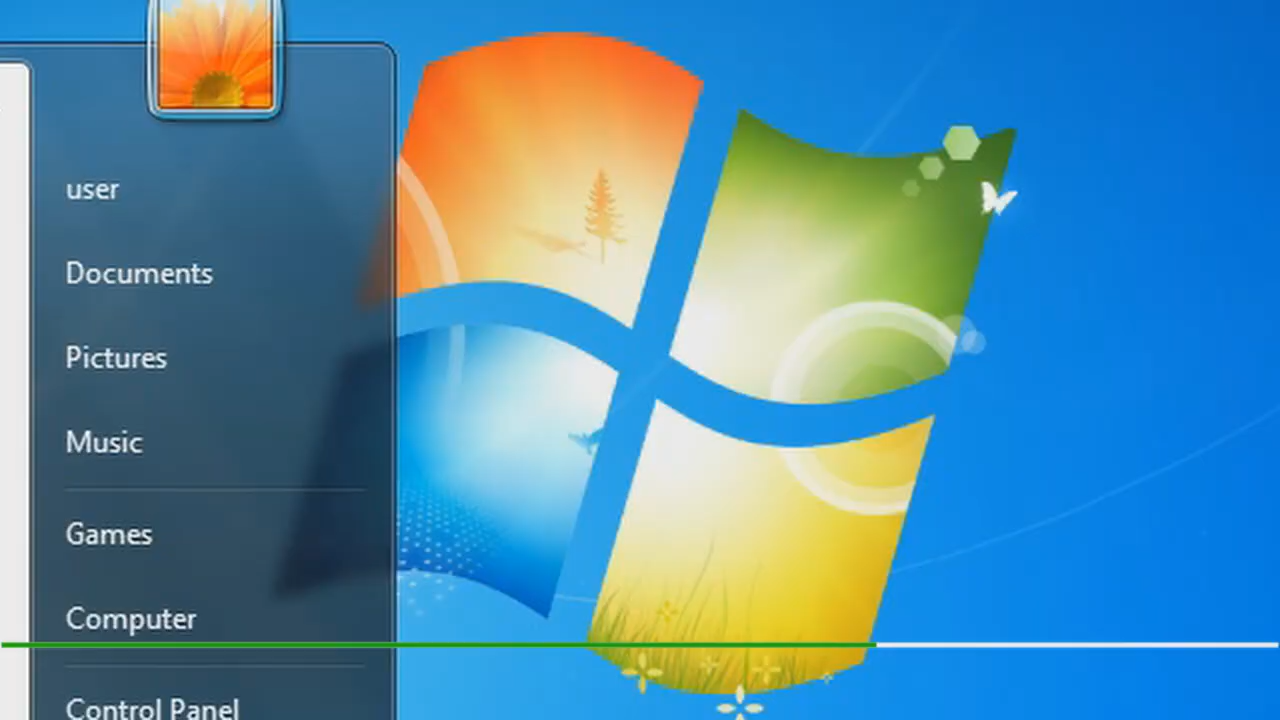 user
Documents
Pictures
Music
Games
Computer
Control Panel